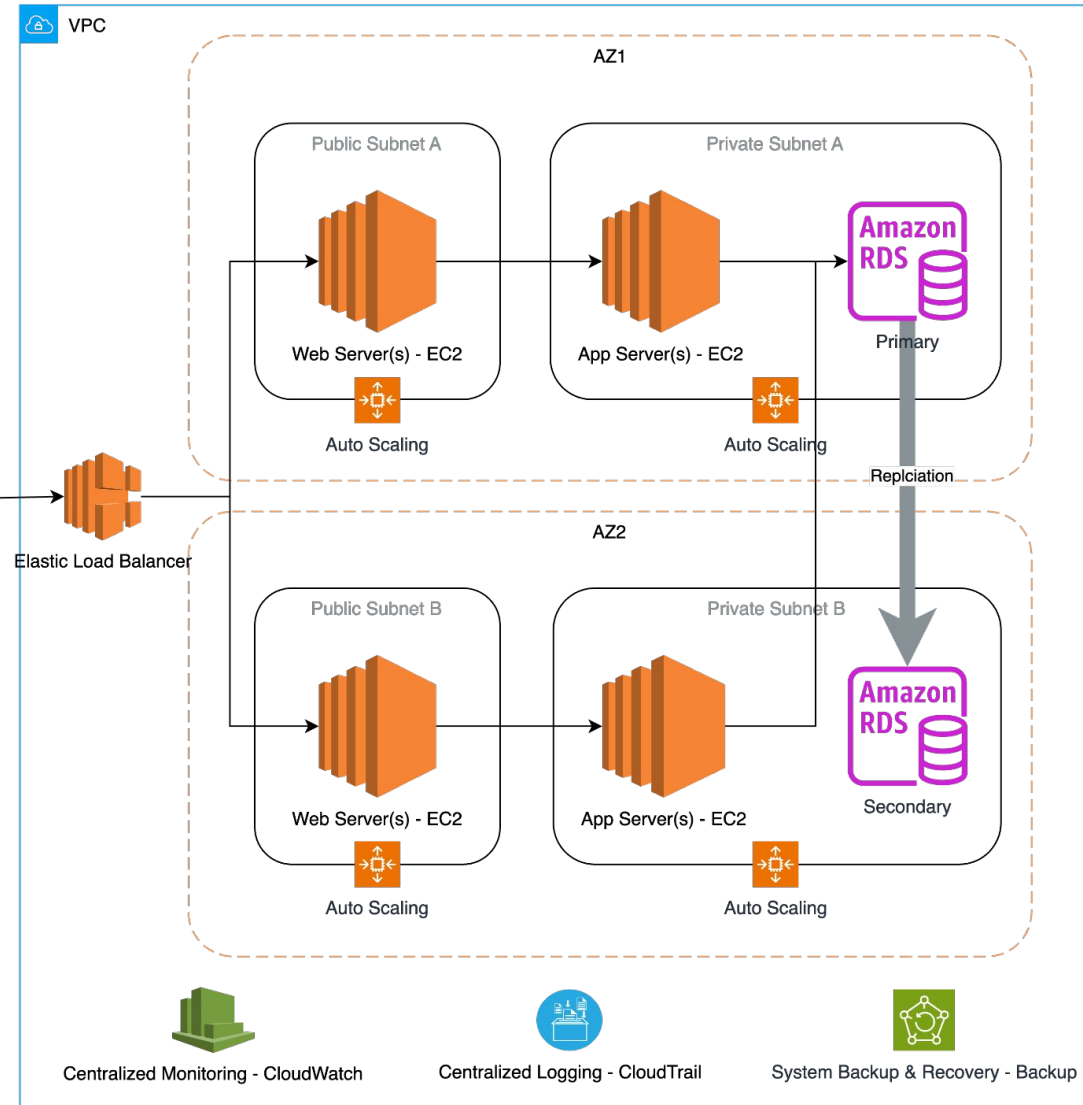 VPC
AZ1
Public Subnet A
Private Subnet A
Amazon
RDS
Primary
Web Server(s) - EC2
App Server(s) - EC2
Auto Scaling
Auto Scaling
Replciation
Elastic Load Balancer
AZ2
Public Subnet B
Private Subnet B
Amazon
RDS
Secondary
Web Server(s) - EC2
App Server(s) - EC2
Auto Scaling
Auto Scaling
Centralized Monitoring - CloudWatch
Centralized Logging - CloudTrail
System Backup & Recovery - Backup